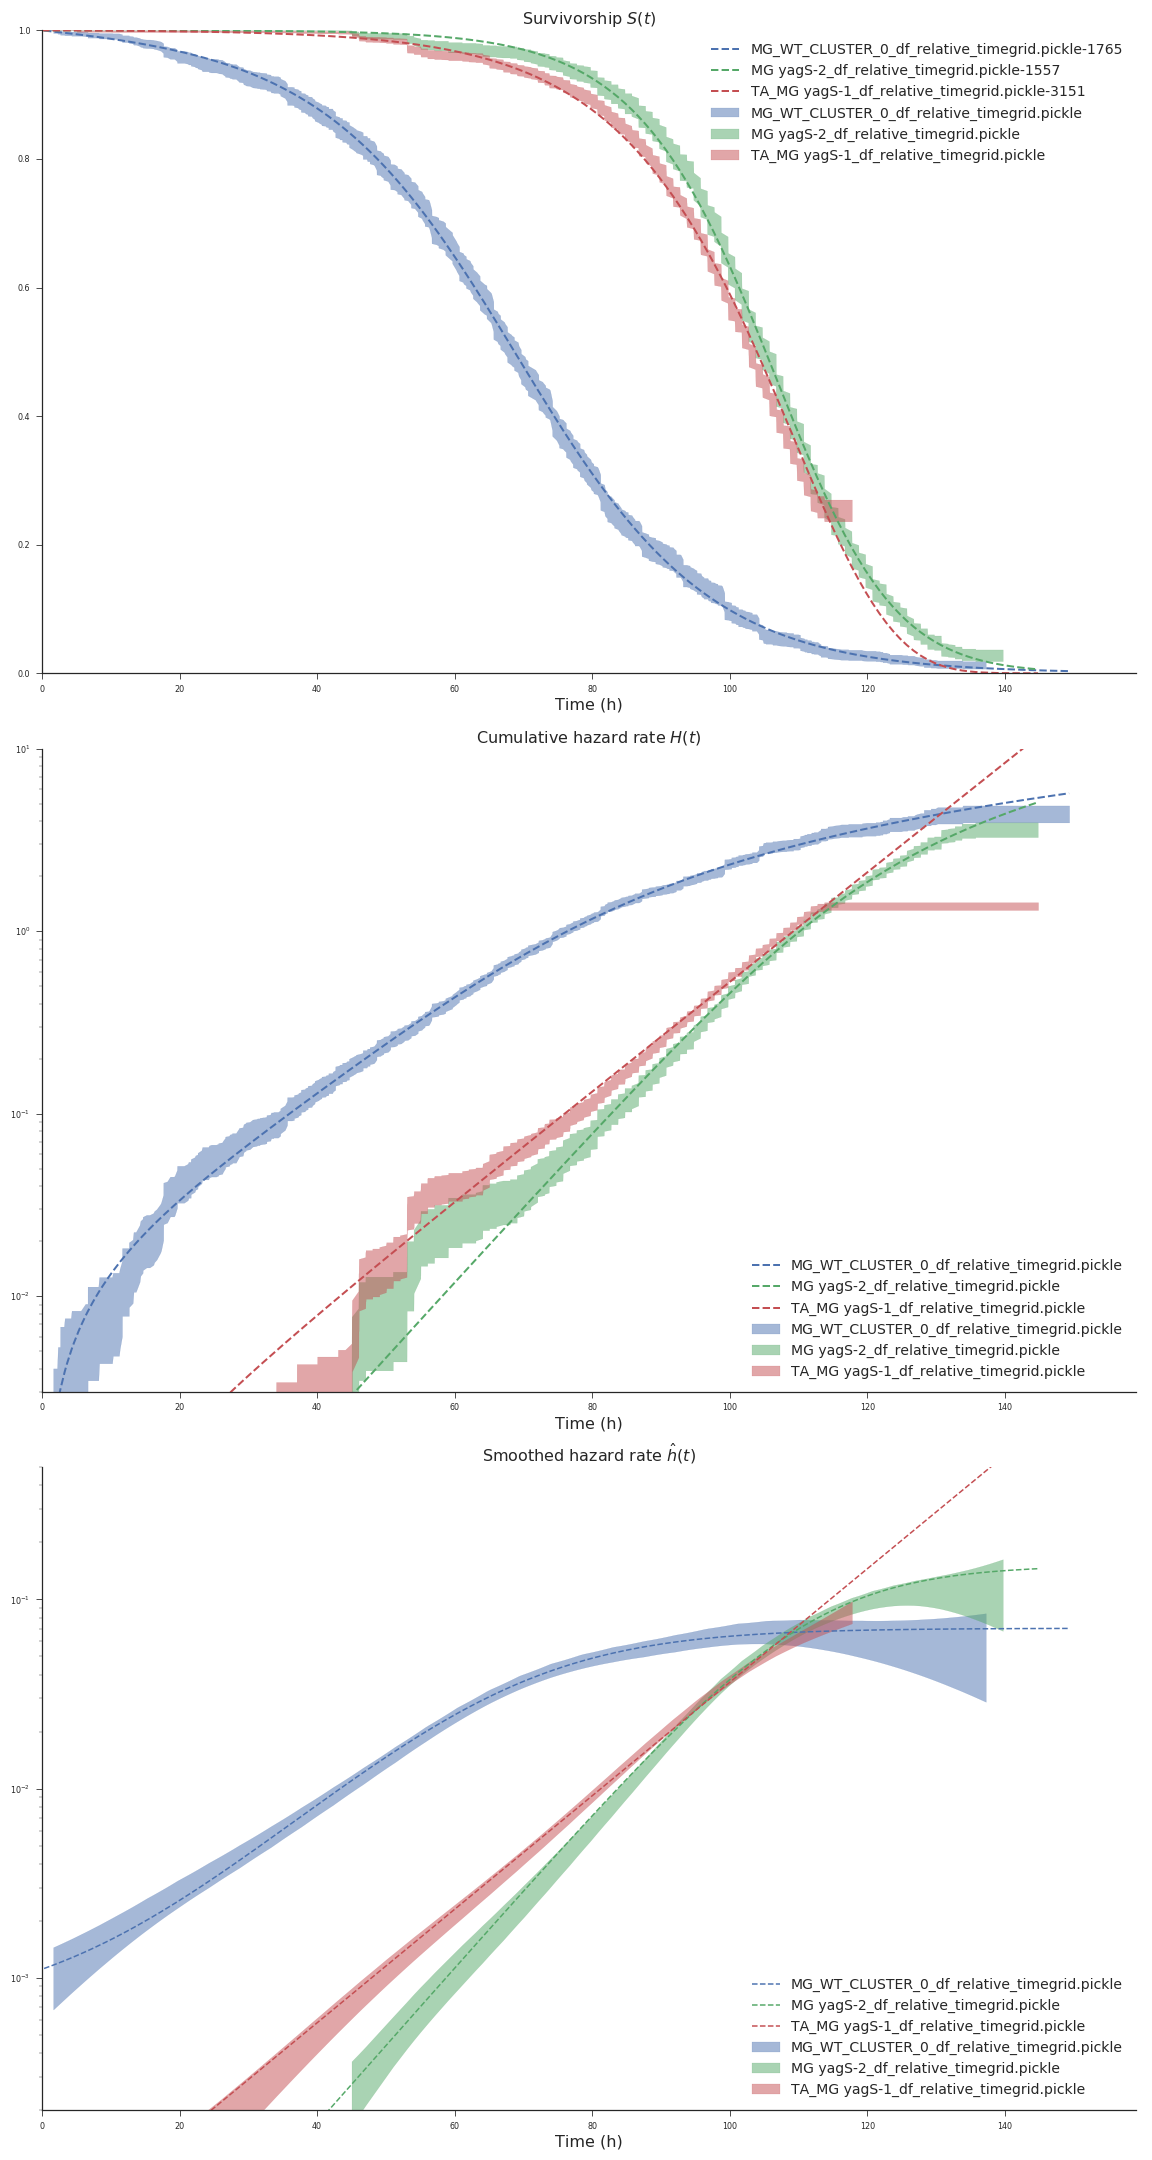 Survivorship S(t)
1.0
0.8
0.6
0.4
0.2
0.0
MG_WT_CLUSTER_0_df_relative_timegrid.pickle-1765
MG yagS-2_df_relative_timegrid.pickle-1557
TA_MG yagS-1_df_relative_timegrid.pickle-3151
MG_WT_CLUSTER_0_df_relative_timegrid.pickle
MG yagS-2_df_relative_timegrid.pickle
TA_MG yagS-1_df_relative_timegrid.pickle
0 20 40 60 80 100 120 140
Time (h)
Cumulative hazard rate H(t)
10¹
10⁰
10⁻¹
10⁻²
MG_WT_CLUSTER_0_df_relative_timegrid.pickle
MG yagS-2_df_relative_timegrid.pickle
TA_MG yagS-1_df_relative_timegrid.pickle
MG_WT_CLUSTER_0_df_relative_timegrid.pickle
MG yagS-2_df_relative_timegrid.pickle
TA_MG yagS-1_df_relative_timegrid.pickle
0 20 40 60 80 100 120 140
Time (h)
Smoothed hazard rate ĥ(t)
10⁻¹
10⁻²
10⁻³
MG_WT_CLUSTER_0_df_relative_timegrid.pickle
MG yagS-2_df_relative_timegrid.pickle
TA_MG yagS-1_df_relative_timegrid.pickle
MG_WT_CLUSTER_0_df_relative_timegrid.pickle
MG yagS-2_df_relative_timegrid.pickle
TA_MG yagS-1_df_relative_timegrid.pickle
0 20 40 60 80 100 120 140
Time (h)